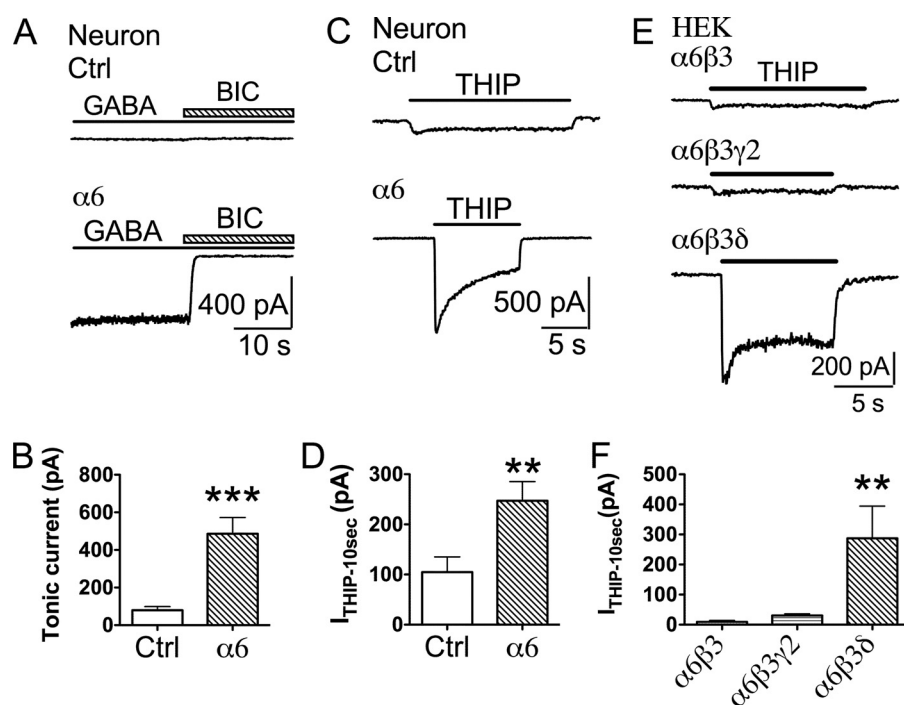 A
Neuron
Ctrl
GABA
BIC
α6
GABA
BIC
400 pA
10 s
C
Neuron
Ctrl
THIP
α6
THIP
500 pA
5 s
E
HEK
α6β3
THIP
α6β3γ2
α6β3δ
200 pA
5 s
B
Tonic current (pA)
800
600
400
200
0
***
Ctrl
α6
D
I THIP-10sec (pA)
300
200
100
0
**
Ctrl
α6
F
I THIP-10sec (pA)
500
400
300
200
100
0
**
α6β3
α6β3γ2
α6β3δ